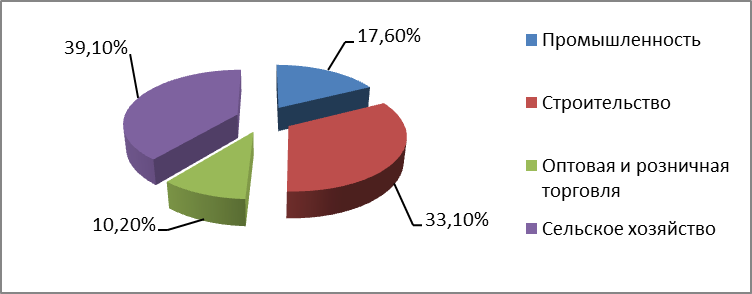 17,60%
39,10%
10,20%
33,10%
Промышленность
Строительство
Оптовая и розничная
торговля
Сельское хозяйство